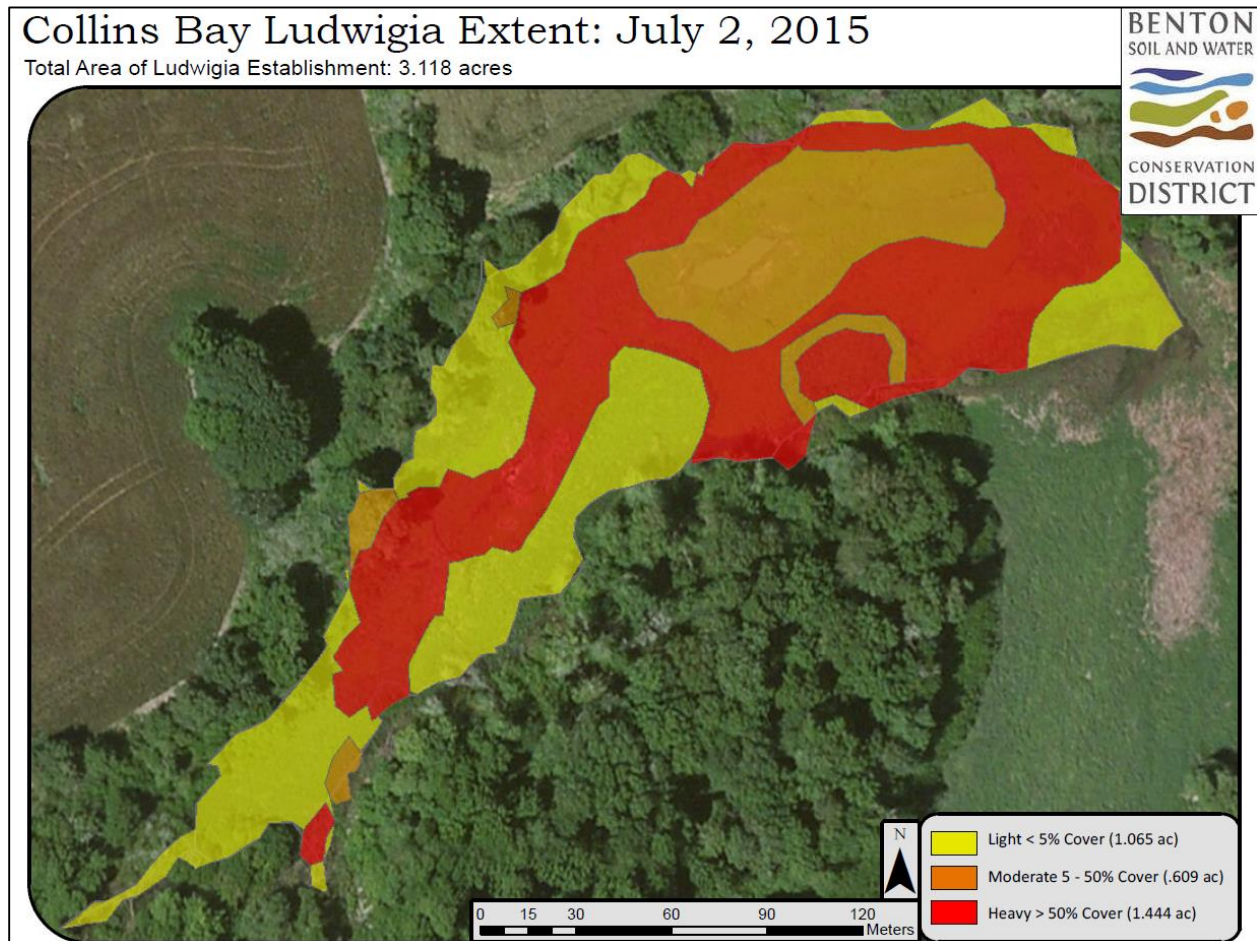 Collins Bay Ludwigia Extent: July 2, 2015
Total Area of Ludwigia Establishment: 3.118 acres
BENTON
SOIL AND WATER
CONSERVATION
DISTRICT
N
Light < 5% Cover (1.065 ac)
Moderate 5 - 50% Cover (.609 ac)
Heavy > 50% Cover (1.444 ac)
0 15 30 60 90 120
Meters